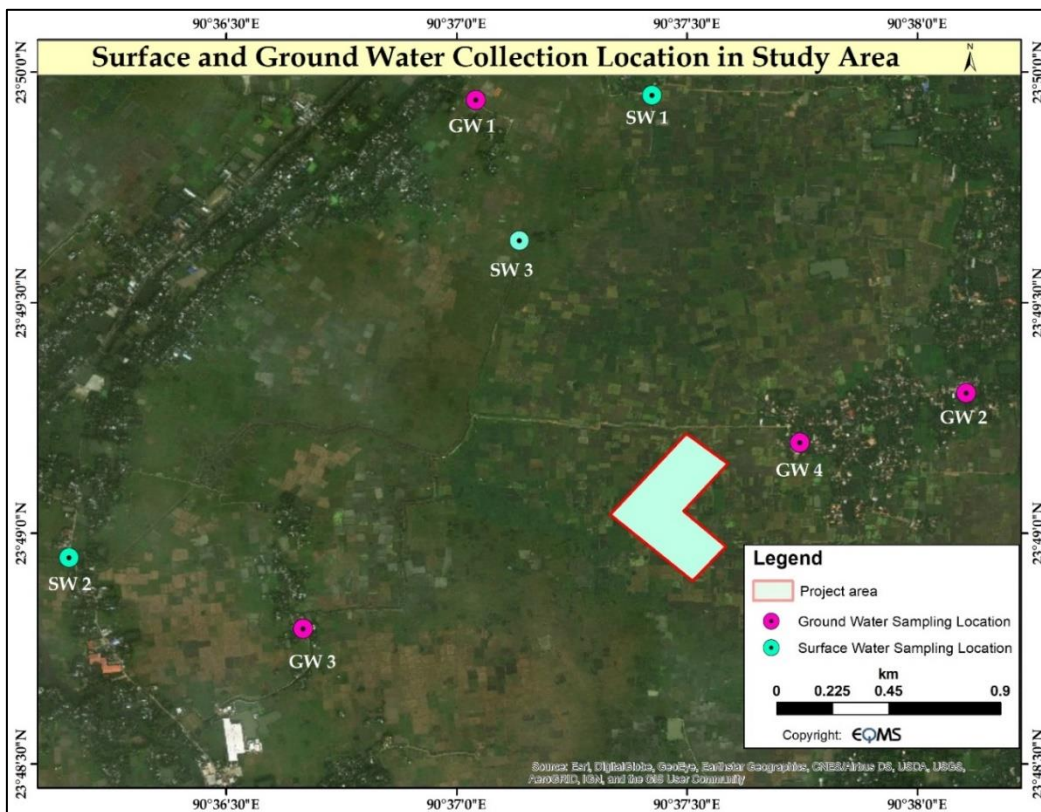 90°36'30"E 90°37'0"E 90°37'30"E 90°38'0"E
Surface and Ground Water Collection Location in Study Area
N
23°50'0"N 23°50'0"N
GW 1
SW 1
SW 3
23°49'30"N 23°49'30"N
GW 2
GW 4
23°49'0"N 23°49'0"N
SW 2
GW 3
Legend
Project area
Ground Water Sampling Location
Surface Water Sampling Location
km
0 0.225 0.45 0.9
Copyright: EQMS
23°48'30"N 23°48'30"N
Source: Esri, DigitalGlobe, GeoEye, Earthstar Geographics, CNES/Airbus DS, USDA, USGS,
AeroGRID, IGN, and the GIS User Community
90°36'30"E 90°37'0"E 90°37'30"E 90°38'0"E